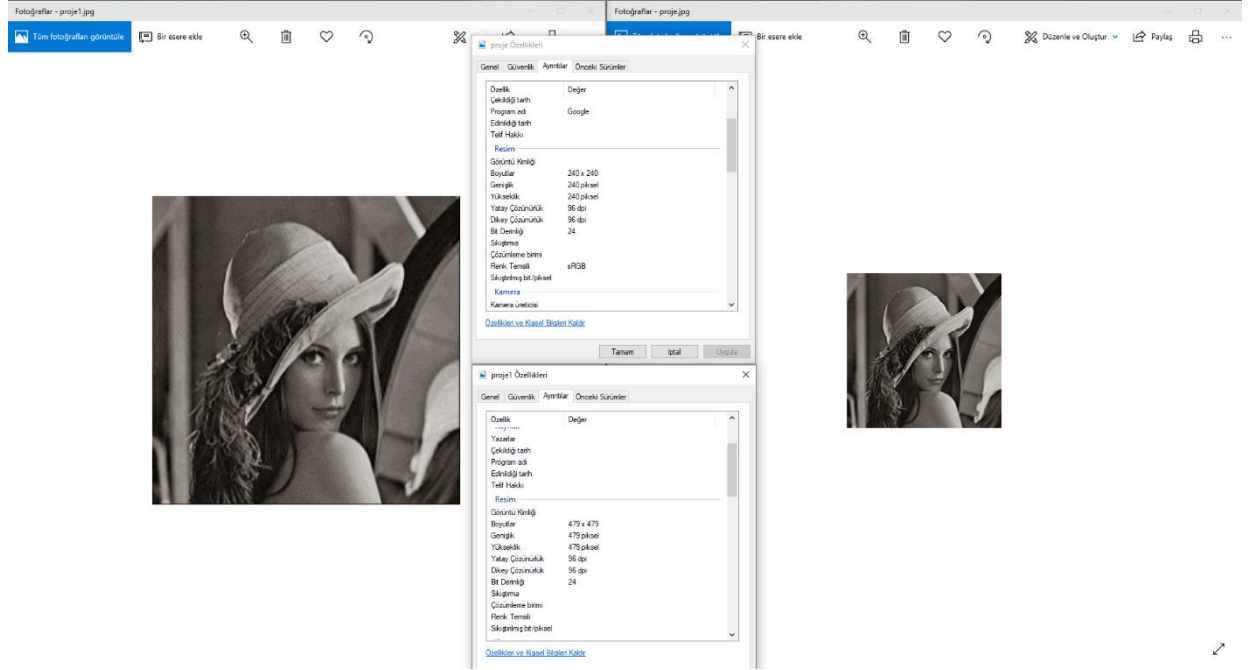 Fotoğraflar - proje1.jpg
Tüm fotoğrafları görüntüle Bir esere ekle
Fotoğraflar - proje.jpg
Bir esere ekle Düzenle ve Oluştur Paylaş
proje Özellikleri
Genel Güvenlik Ayrıntılar Önceki Sürümler
Özellik Değer
Çekildiği tarih
Program adı Google
Edinildiği tarih
Telif Hakkı
Resim
Görüntü Kimliği
Boyutlar 240 x 240
Genişlik 240 piksel
Yükseklik 240 piksel
Yatay Çözünürlük 96 dpi
Dikey Çözünürlük 96 dpi
Bit Derinliği 24
Sıkıştırma
Çözümleme birimi
Renk Temsili sRGB
Sıkıştırılmış bit/piksel
Kamera
Kamera üreticisi
Özellikleri ve Kişisel Bilgileri Kaldır
Tamam İptal Uygula
proje1 Özellikleri
Genel Güvenlik Ayrıntılar Önceki Sürümler
Özellik Değer
Yazarlar
Çekildiği tarih
Program adı
Edinildiği tarih
Telif Hakkı
Resim
Görüntü Kimliği
Boyutlar 479 x 479
Genişlik 479 piksel
Yükseklik 479 piksel
Yatay Çözünürlük 96 dpi
Dikey Çözünürlük 96 dpi
Bit Derinliği 24
Sıkıştırma
Çözümleme birimi
Renk Temsili
Sıkıştırılmış bit/piksel
Özellikleri ve Kişisel Bilgileri Kaldır